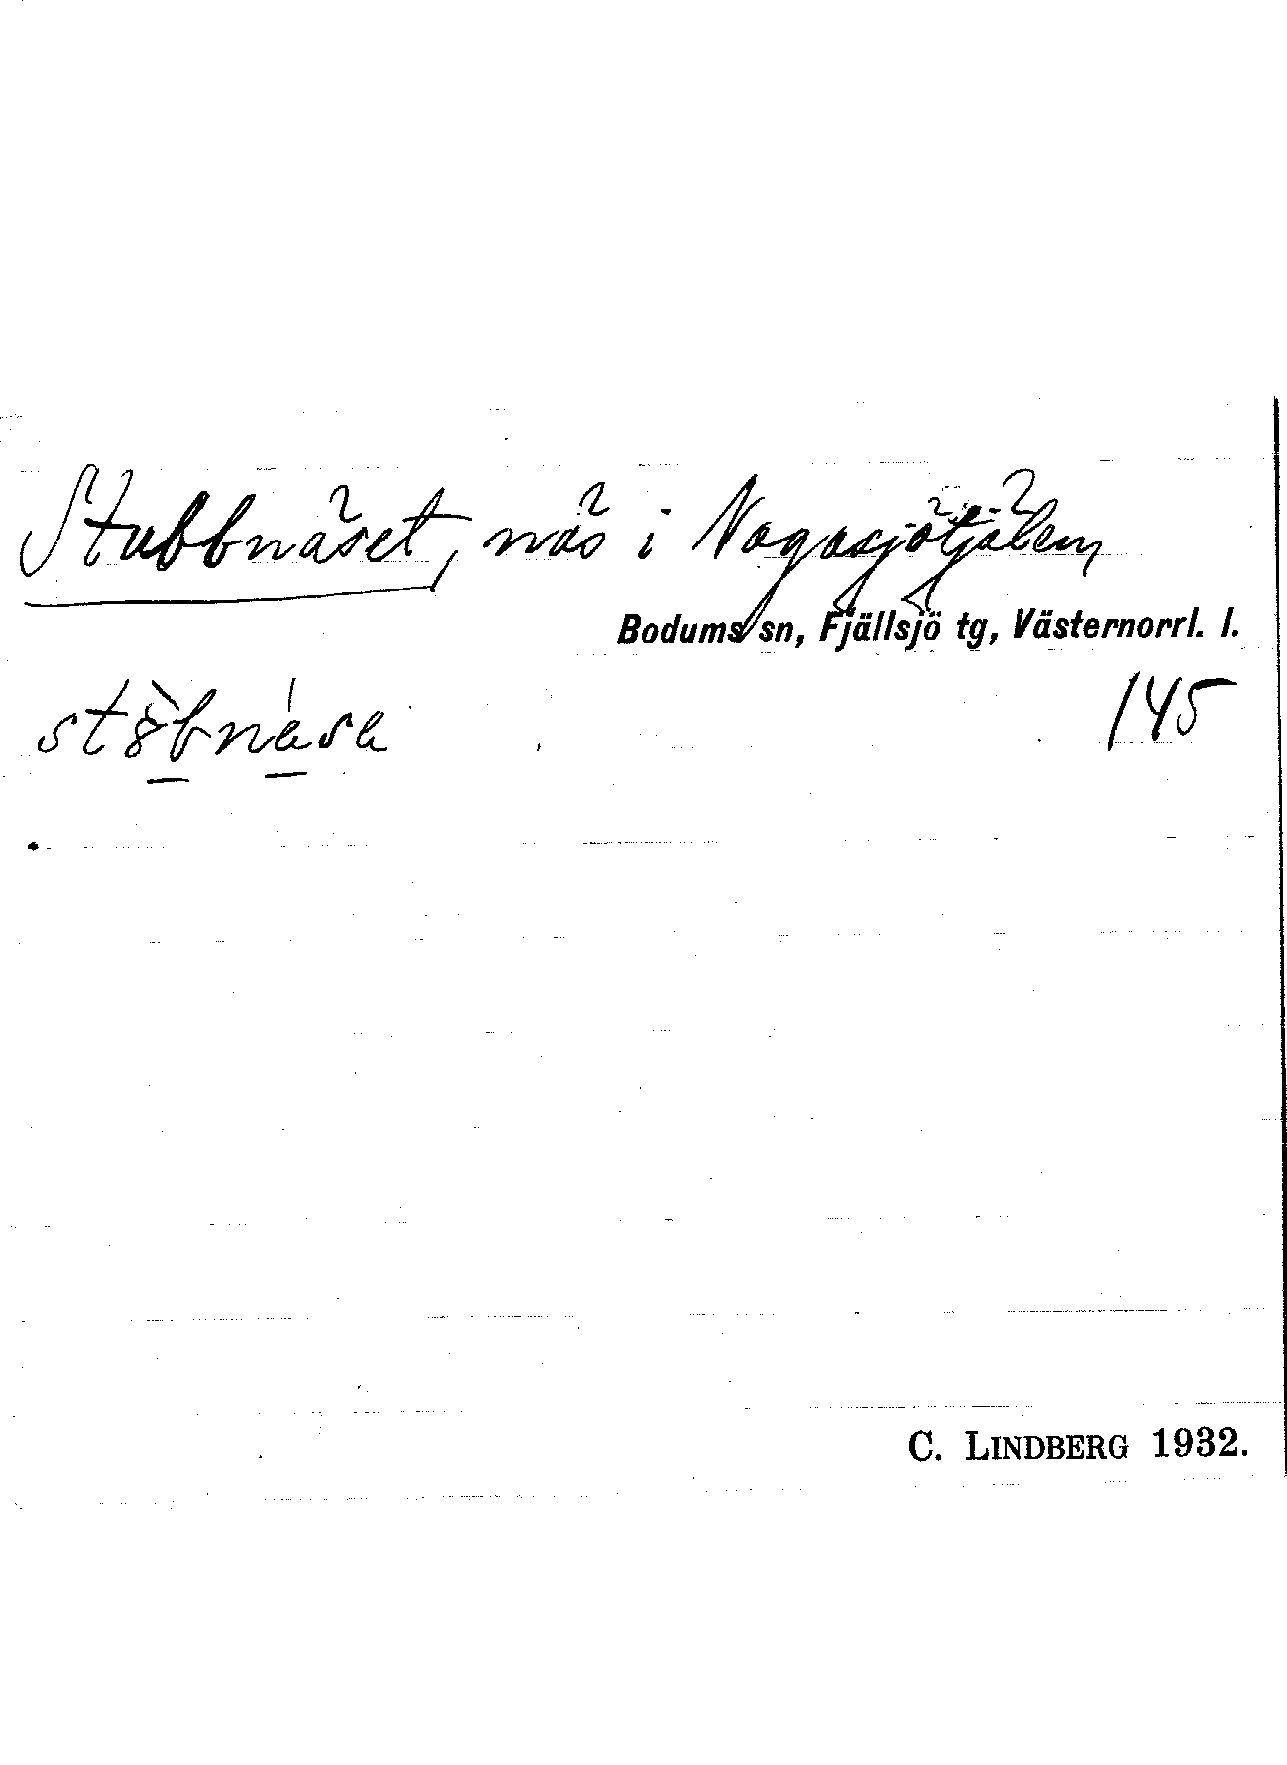 Stubbnäset, näs i Nagasjötjälen
Bodums sn, Fjällsjö tg, Västernorrl. l.
145
C. LINDBERG 1932.